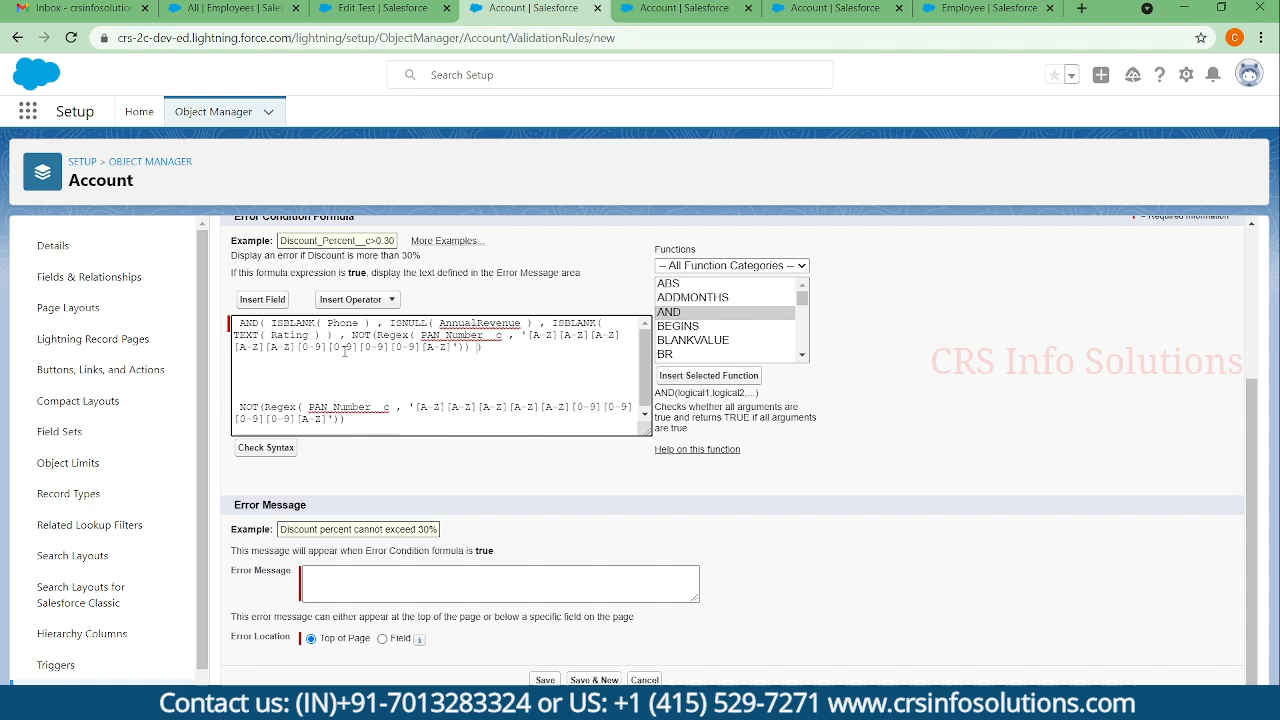 Inbox - crsinfosolution:
All | Employees | Sales
Edit Test | Salesforce
Account | Salesforce
Account | Salesforce
Account | Salesforce
Employee | Salesforce
crs-2c-dev-ed.lightning.force.com/lightning/setup/ObjectManager/Account/ValidationRules/new
C
Search Setup
Setup
Home
Object Manager
SETUP > OBJECT MANAGER
Account
Details
Fields & Relationships
Page Layouts
Lightning Record Pages
Buttons, Links, and Actions
Compact Layouts
Field Sets
Object Limits
Record Types
Related Lookup Filters
Search Layouts
Search Layouts for
Salesforce Classic
Hierarchy Columns
Triggers
Error Condition Formula
= Required Information
Example: Discount_Percent__c>0.30 More Examples...
Display an error if Discount is more than 30%
If this formula expression is true, display the text defined in the Error Message area
Insert Field
Insert Operator
AND( ISBLANK( Phone ) , ISNULL( AnnualRevenue ) , ISBLANK(
TEXT( Rating ) ) , NOT(Regex( PAN_Number__c , '[A-Z][A-Z][A-Z]
[A-Z][A-Z][0-9][0-9][0-9][0-9][A-Z]')) )
NOT(Regex( PAN_Number__c , '[A-Z][A-Z][A-Z][A-Z][A-Z][0-9][0-9]
[0-9][0-9][A-Z]'))
Check Syntax
Functions
-- All Function Categories --
ABS
ADDMONTHS
AND
BEGINS
BLANKVALUE
BR
Insert Selected Function
AND(logical1,logical2,...)
Checks whether all arguments are
true and returns TRUE if all arguments
are true
Help on this function
CRS Info Solutions
Error Message
Example: Discount percent cannot exceed 30%
This message will appear when Error Condition formula is true
Error Message
This error message can either appear at the top of the page or below a specific field on the page
Error Location
Top of Page
Field
i
Save
Save & New
Cancel
Contact us: (IN)+91-7013283324 or US: +1 (415) 529-7271 www.crsinfosolutions.com